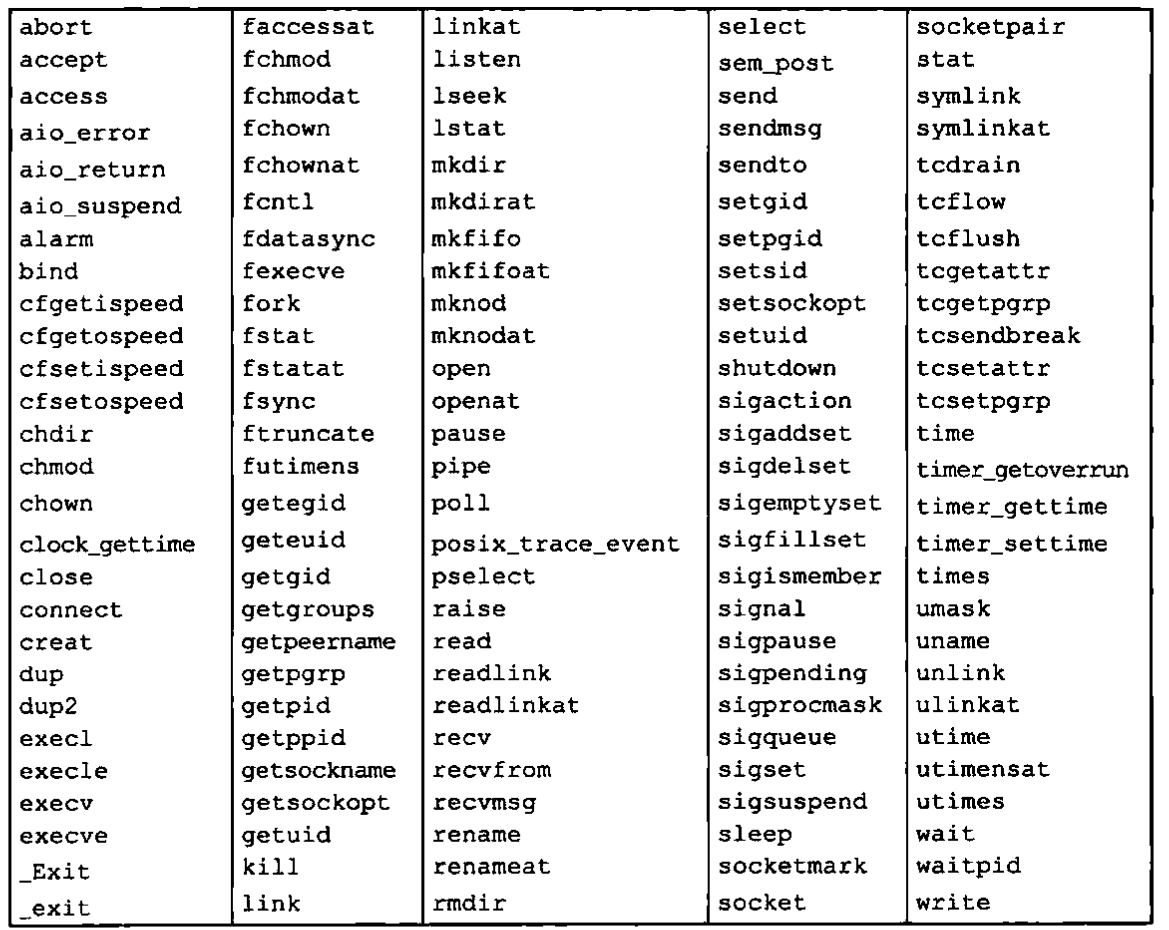 abort faccessat linkat select socketpair
accept fchmod listen sem_post stat
access fchmodat lseek send symlink
aio_error fchown lstat sendmsg symlinkat
aio_return fchownat mkdir sendto tcdrain
aio_suspend fcntl mkdirat setgid tcflow
alarm fdatasync mkfifo setpgid tcflush
bind fexecve mkfifoat setsid tcgetattr
cfgetispeed fork mknod setsockopt tcgetpgrp
cfgetospeed fstat mknodat setuid tcsendbreak
cfsetispeed fstatat open shutdown tcsetattr
cfsetospeed fsync openat sigaction tcsetpgrp
chdir ftruncate pause sigaddset time
chmod futimens pipe sigdelset timer_getoverrun
chown getegid poll sigemptyset timer_gettime
clock_gettime geteuid posix_trace_event sigfillset timer_settime
close getgid pselect sigismember times
connect getgroups raise signal umask
creat getpeername read sigpause uname
dup getpgrp readlink sigpending unlink
dup2 getpid readlinkat sigprocmask ulinkat
execl getppid recv sigqueue utime
execle getsockname recvfrom sigset utimensat
execv getsockopt recvmsg sigsuspend utimes
execve getuid rename sleep wait
_Exit kill renameat socketmark waitpid
_exit link rmdir socket write